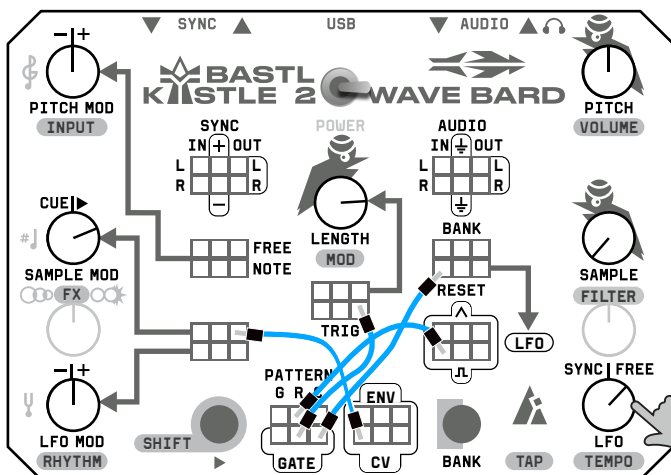 ▼ SYNC ▲
USB
▼ AUDIO ▲
− +
PITCH MOD
INPUT
BASTL
KASTLE 2 WAVE BARD
POWER
PITCH
VOLUME
SYNC
IN + OUT
L L
R R
−
AUDIO
IN OUT
L L
R R
CUE
#
SAMPLE MOD
FX
FREE
NOTE
LENGTH
MOD
BANK
RESET
SAMPLE
FILTER
TRIG
LFO
− +
LFO MOD
RHYTHM
PATTERN
G R C
GATE
ENV
CV
SHIFT
BANK
TAP
SYNC FREE
LFO
TEMPO